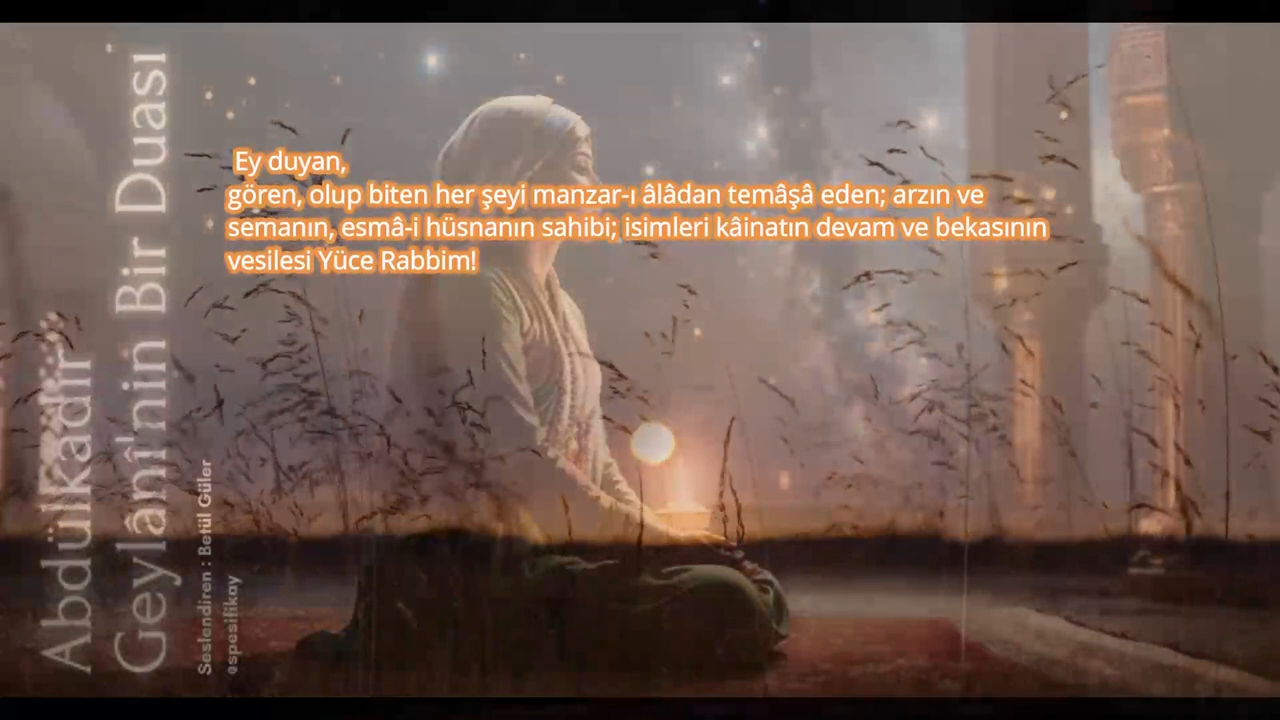 Abdülkadir
Geylânî'nin Bir Duası
Seslendiren : Betül Güler
espesifikay
Ey duyan,
gören, olup biten her şeyi manzar-ı âlâdan temâşâ eden; arzın ve
semanın, esmâ-i hüsnanın sahibi; isimleri kâinatın devam ve bekasının
vesilesi Yüce Rabbim!